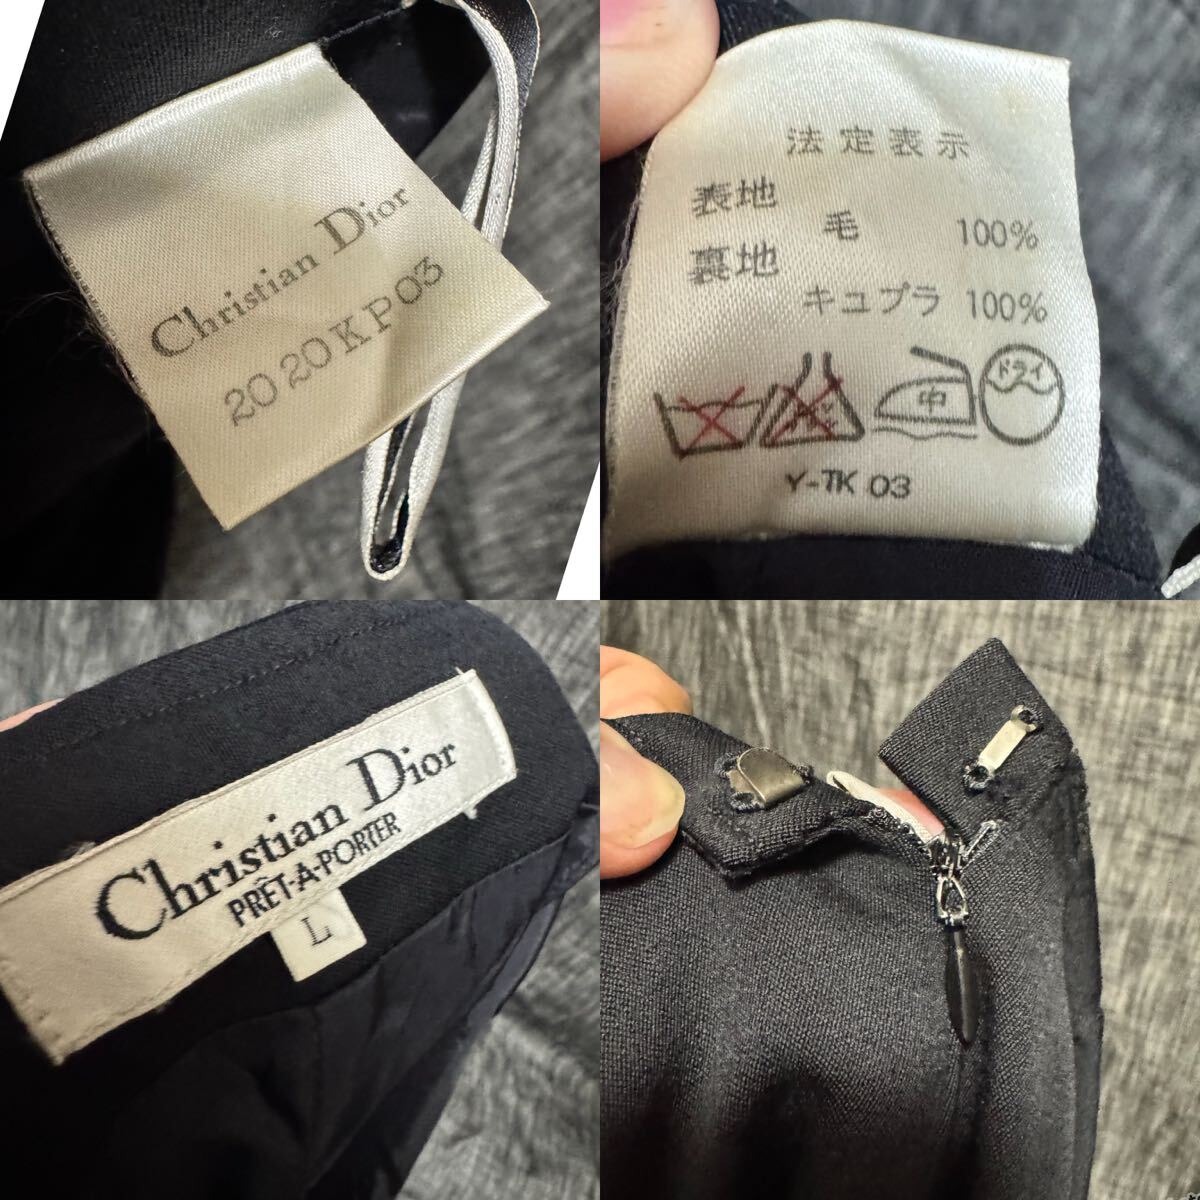 Christian Dior
20 20 K P 03
法定表示
表地
毛 100%
裏地
キュプラ 100%
中
ドライ
Y-TK 03
Christian Dior
PRÊT-A-PORTER
L